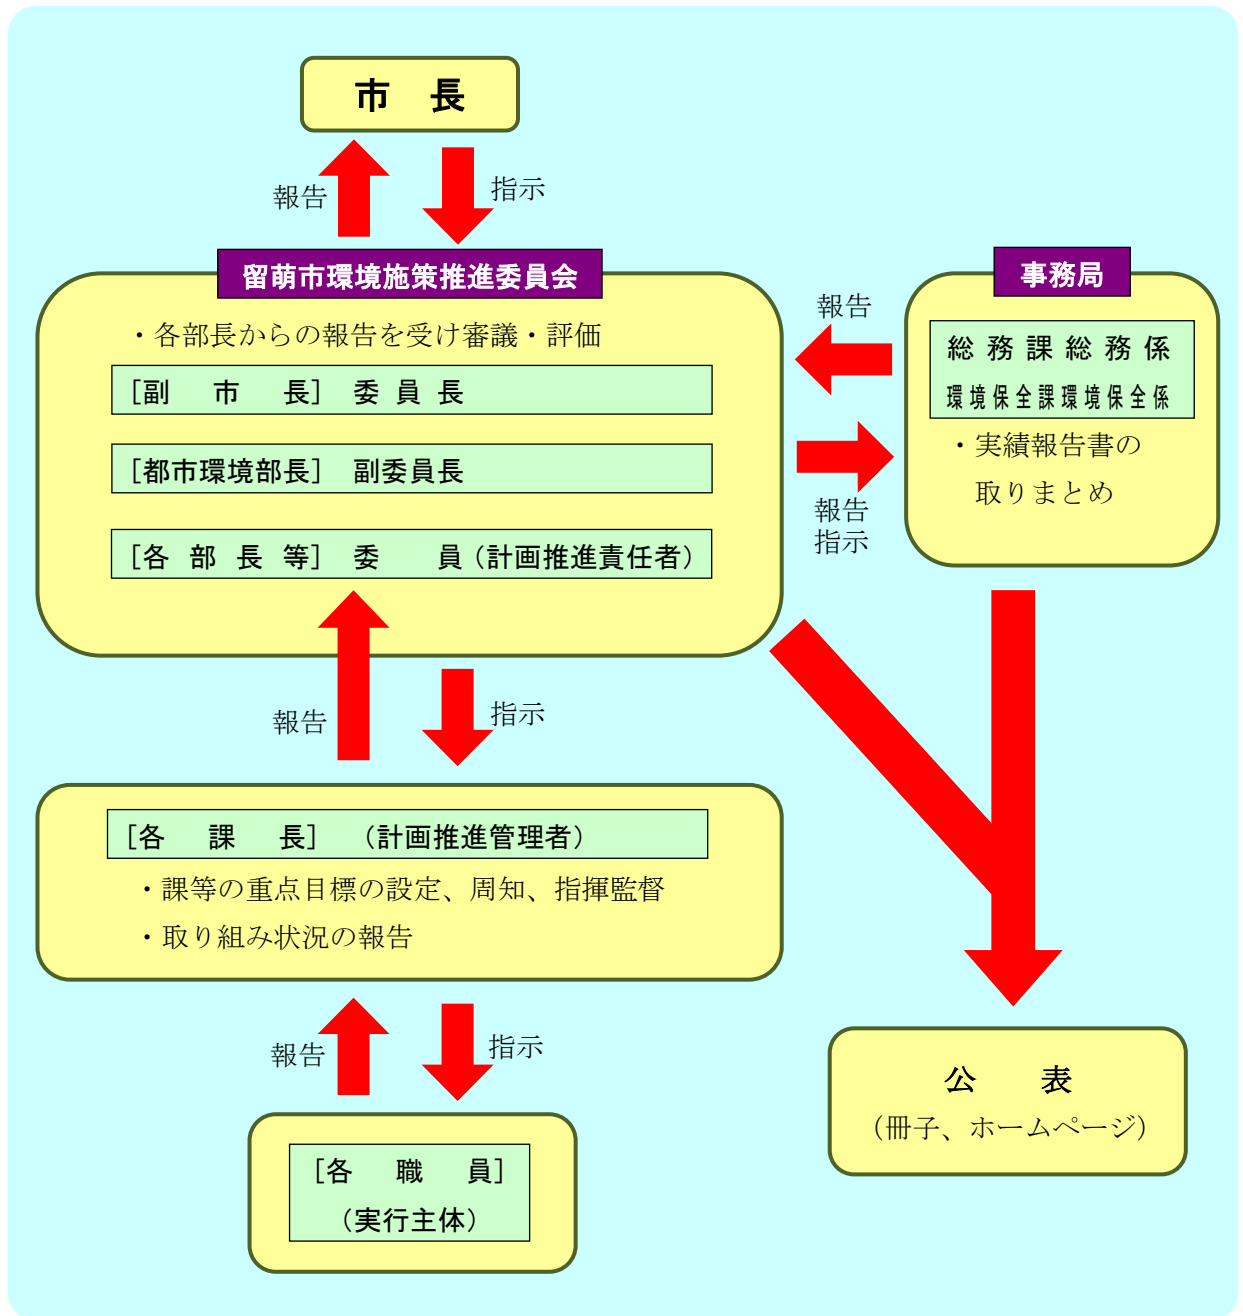 市　長
報告
指示
留萌市環境施策推進委員会
・各部長からの報告を受け審議・評価
［副　市　長］　委 員 長
［都市環境部長］　副委員長
［各 部 長 等］　委　　員（計画推進責任者）
報告
報告
指示
事務局
総 務 課 総 務 係
環境保全課環境保全係
・実績報告書の
取りまとめ
報告
指示
［各　課　長］　（計画推進管理者）
・課等の重点目標の設定、周知、指揮監督
・取り組み状況の報告
報告
指示
［各　職　員］
（実行主体）
公　　表
（冊子、ホームページ）